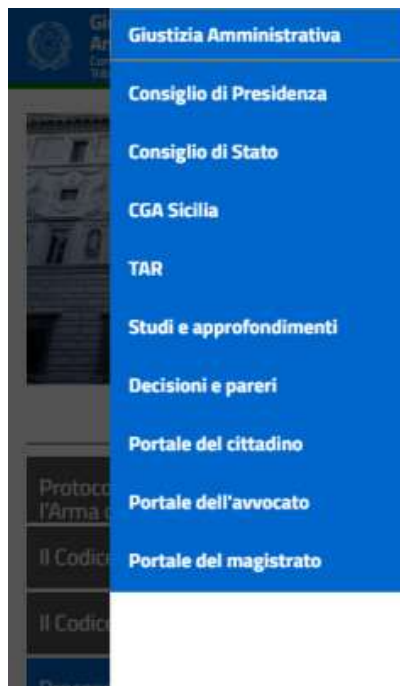 Giustizia Amministrativa
Consiglio di Presidenza
Consiglio di Stato
CGA Sicilia
TAR
Studi e approfondimenti
Decisioni e pareri
Portale del cittadino
Portale dell'avvocato
Portale del magistrato
Protoco
l'Arma
Il Codic
Il Codic